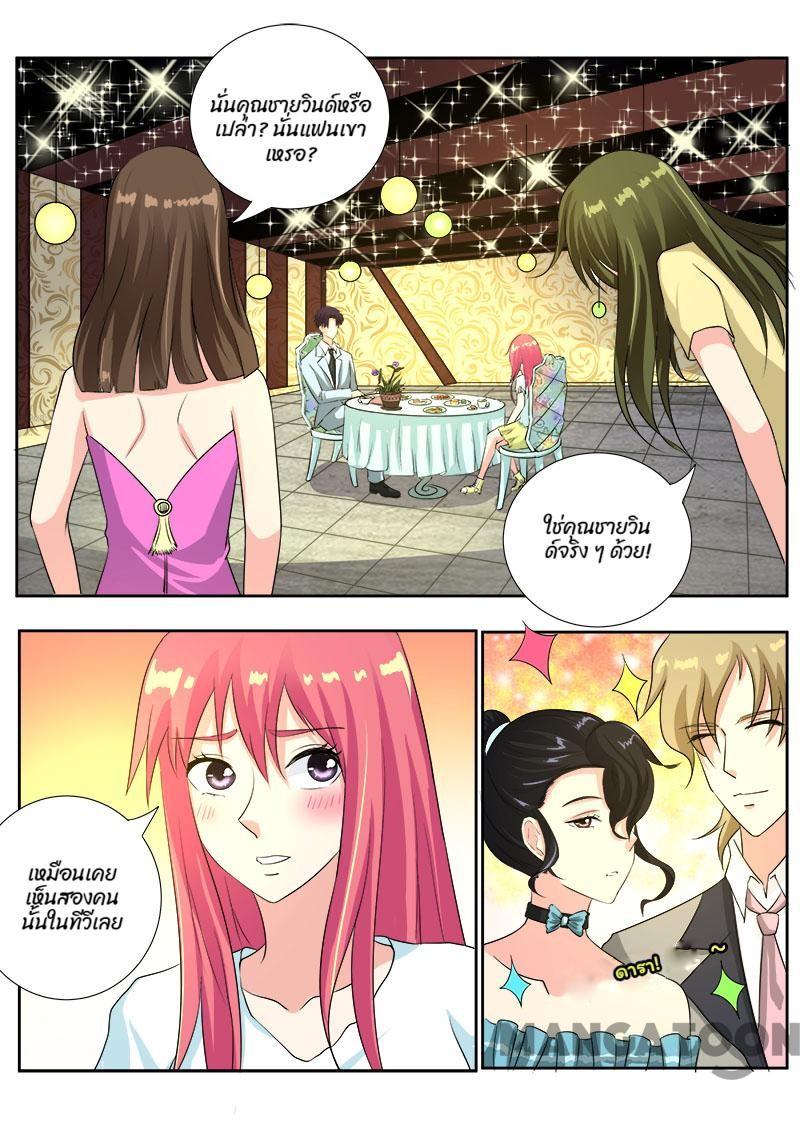 นั่นคุณชายวินด์หรือ
เปล่า? นั่นแฟนเขา
เหรอ?
ใช่คุณชายวิน
ด์จริง ๆ ด้วย!
เหมือนเคย
เห็นสองคน
นั้นในทีวีเลย
ดารา! ~
MANGATOON